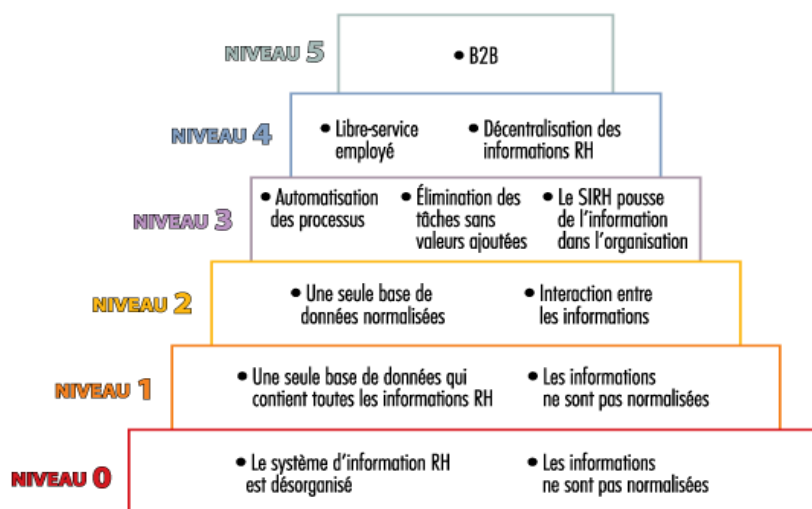 NIVEAU 5
• B2B
NIVEAU 4
• Libre-service
employé
• Décentralisation des
informations RH
NIVEAU 3
• Automatisation
des processus
• Élimination des
tâches sans
valeurs ajoutées
• Le SIRH pousse
de l'information
dans l'organisation
NIVEAU 2
• Une seule base de
données normalisées
• Interaction entre
les informations
NIVEAU 1
• Une seule base de données qui
contient toutes les informations RH
• Les informations
ne sont pas normalisées
NIVEAU 0
• Le système d'information RH
est désorganisé
• Les informations
ne sont pas normalisées